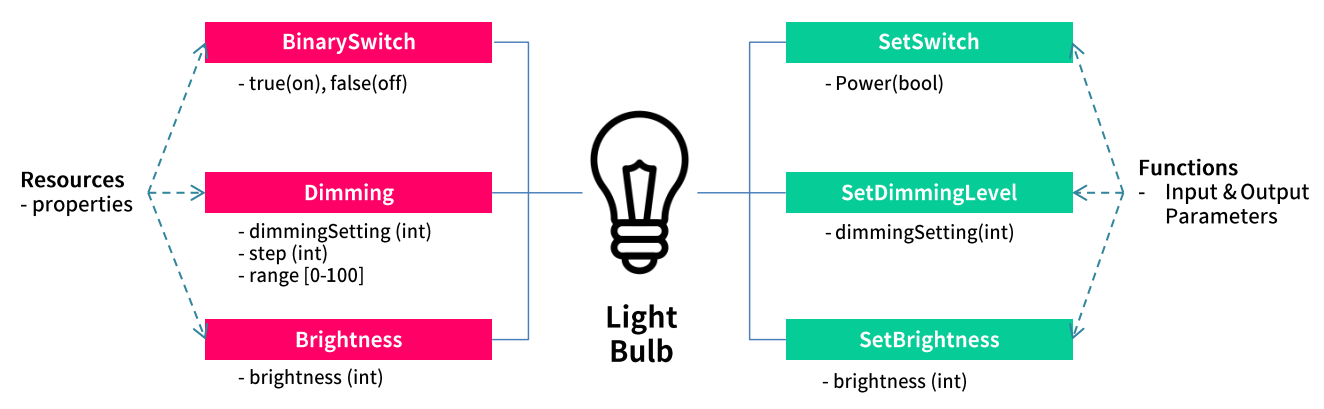 Resources
- properties
BinarySwitch
- true(on), false(off)
Dimming
- dimmingSetting (int)
- step (int)
- range [0-100]
Brightness
- brightness (int)
Light
Bulb
SetSwitch
- Power(bool)
SetDimmingLevel
- dimmingSetting(int)
SetBrightness
- brightness (int)
Functions
- Input & Output
Parameters